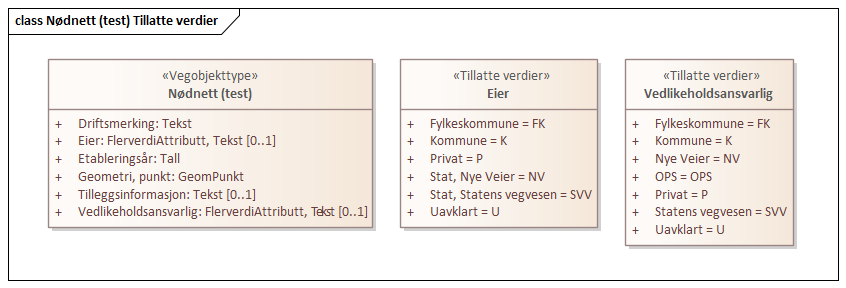 class Nødnett (test) Tillatte verdier
«Vegobjekttype»
Nødnett (test)
+ Driftsmerking: Tekst
+ Eier: FlerverdiAttributt, Tekst [0..1]
+ Etableringsår: Tall
+ Geometri, punkt: GeomPunkt
+ Tilleggsinformasjon: Tekst [0..1]
+ Vedlikeholdsansvarlig: FlerverdiAttributt, Tekst [0..1]
«Tillatte verdier»
Eier
+ Fylkeskommune = FK
+ Kommune = K
+ Privat = P
+ Stat, Nye Veier = NV
+ Stat, Statens vegvesen = SVV
+ Uavklart = U
«Tillatte verdier»
Vedlikeholdsansvarlig
+ Fylkeskommune = FK
+ Kommune = K
+ Nye Veier = NV
+ OPS = OPS
+ Privat = P
+ Statens vegvesen = SVV
+ Uavklart = U